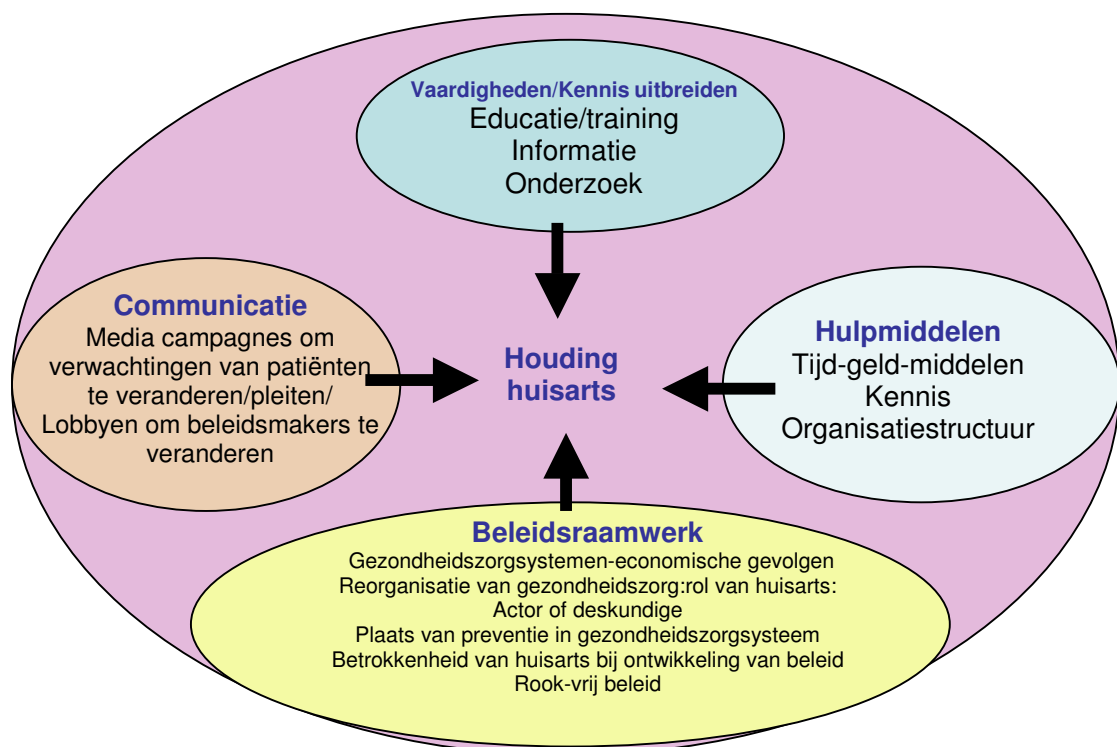 Vaardigheden/Kennis uitbreiden
Educatie/training
Informatie
Onderzoek
Communicatie
Media campagnes om
verwachtingen van patiënten
te veranderen/pleiten/
Lobbyen om beleidsmakers te
veranderen
Houding
huisarts
Hulpmiddelen
Tijd-geld-middelen
Kennis
Organisatiestructuur
Beleidsraamwerk
Gezondheidszorgsystemen-economische gevolgen
Reorganisatie van gezondheidszorg:rol van huisarts:
Actor of deskundige
Plaats van preventie in gezondheidszorgsysteem
Betrokkenheid van huisarts bij ontwikkeling van beleid
Rook-vrij beleid